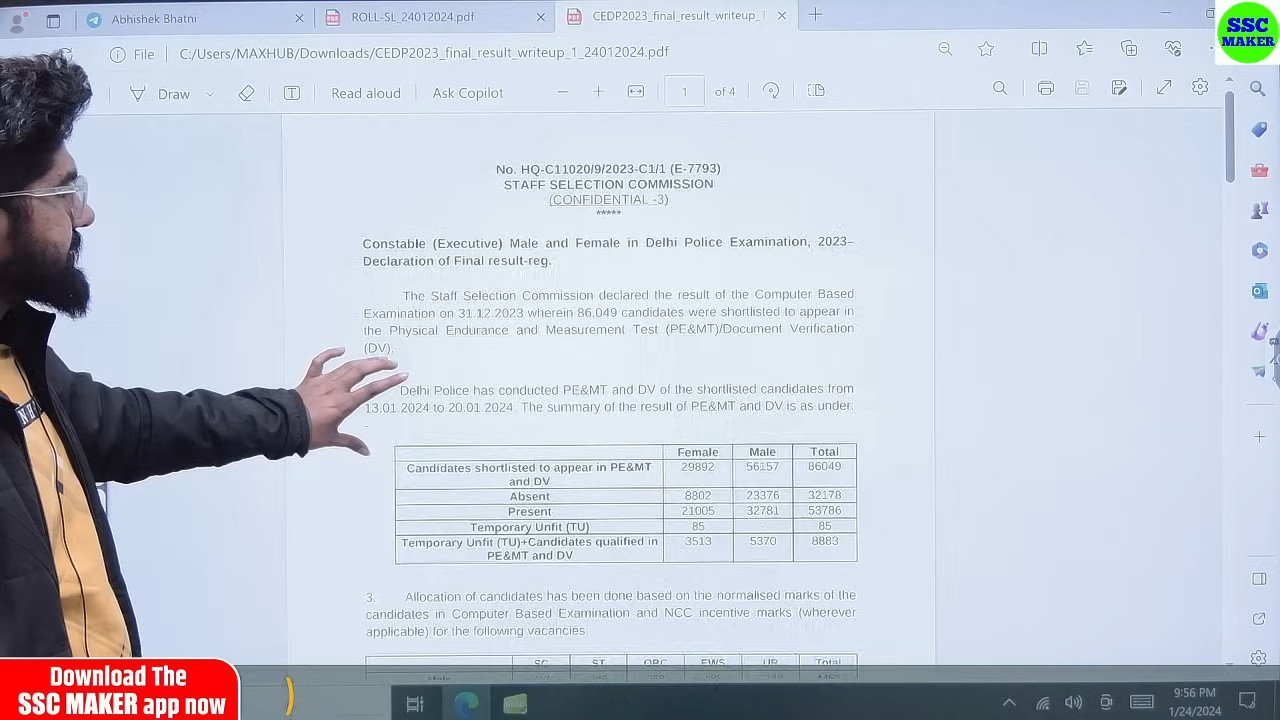 Abhishek Bhatni
ROLL-SL_24012024.pdf
CEDP2023_final_result_writeup_
SSC
MAKER
File
C:/Users/MAXHUB/Downloads/CEDP2023_final_result_writeup_1_24012024.pdf
Draw
Read aloud
Ask Copilot
1
of 4
No. HQ-C11020/9/2023-C1/1 (E-7793)
STAFF SELECTION COMMISSION
(CONFIDENTIAL -3)
*****
Constable (Executive) Male and Female in Delhi Police Examination, 2023–
Declaration of Final result-reg.
The Staff Selection Commission declared the result of the Computer Based
Examination on 31.12.2023 wherein 86,049 candidates were shortlisted to appear in
the Physical Endurance and Measurement Test (PE&MT)/Document Verification
(DV).
Delhi Police has conducted PE&MT and DV of the shortlisted candidates from
13.01.2024 to 20.01.2024. The summary of the result of PE&MT and DV is as under:
-
Female Male Total
Candidates shortlisted to appear in PE&MT 29892 56157 86049
and DV
Absent 8802 23376 32178
Present 21005 32781 53786
Temporary Unfit (TU) 85 85
Temporary Unfit (TU)+Candidates qualified in 3513 5370 8883
PE&MT and DV
3. Allocation of candidates has been done based on the normalised marks of the
candidates in Computer Based Examination and NCC incentive marks (wherever
applicable) for the following vacancies:
ST OBC EWS UR Total
Download The
SSC MAKER app now
9:56 PM
1/24/2024